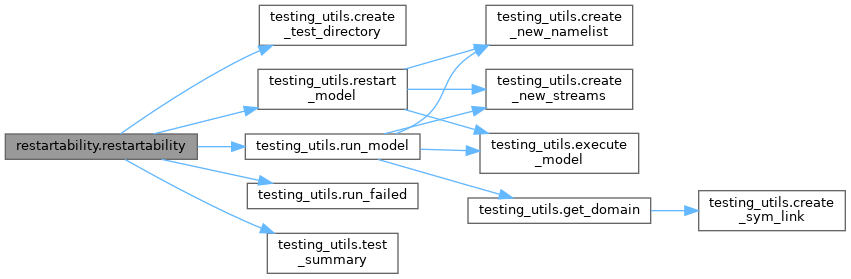 restartability.restartability
testing_utils.create
_test_directory
testing_utils.restart
_model
testing_utils.run_model
testing_utils.run_failed
testing_utils.test
_summary
testing_utils.create
_new_namelist
testing_utils.create
_new_streams
testing_utils.execute
_model
testing_utils.get_domain
testing_utils.create
_sym_link